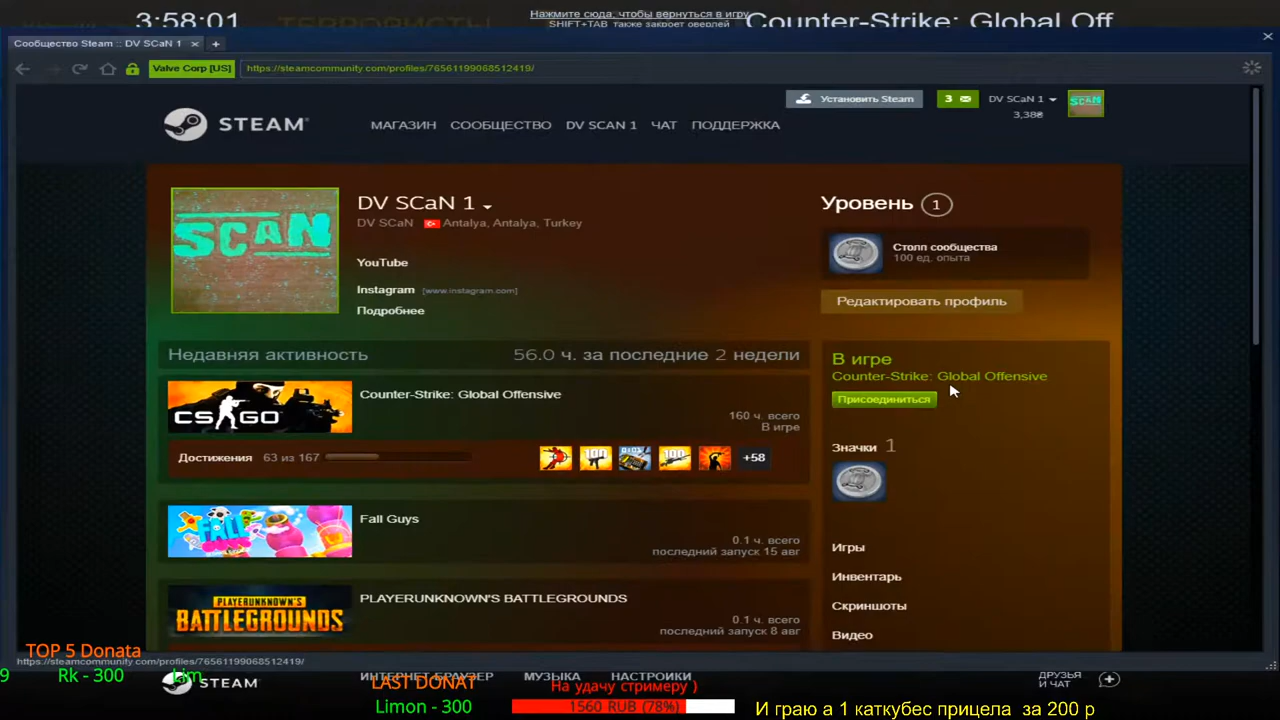 3:58:01
ТЕРРОРИСТЫ
Нажмите сюда, чтобы вернуться в игру
SHIFT+TAB также закроет оверлей
Counter-Strike: Global Off
Сообщество Steam :: DV SCaN 1
Valve Corp [US]
https://steamcommunity.com/profiles/76561199068512419/
Установить Steam
3
DV SCaN 1
3,38₴
STEAM
МАГАЗИН СООБЩЕСТВО DV SCAN 1 ЧАТ ПОДДЕРЖКА
SCAN
DV SCaN 1
DV SCaN Antalya, Antalya, Turkey
YouTube
Instagram [www.instagram.com]
Подробнее
Уровень 1
Столп сообщества
100 ед. опыта
Редактировать профиль
Недавняя активность
56.0 ч. за последние 2 недели
CS GO
Counter-Strike: Global Offensive
160 ч. всего
В игре
Достижения 63 из 167
100
100
+58
FALL GUYS
Fall Guys
0.1 ч. всего
последний запуск 15 авг
PLAYERUNKNOWN'S
BATTLEGROUNDS
PLAYERUNKNOWN'S BATTLEGROUNDS
0.1 ч. всего
последний запуск 8 авг
В игре
Counter-Strike: Global Offensive
Присоединиться
Значки 1
Игры
Инвентарь
Скриншоты
Видео
TOP 5 Donata
https://steamcommunity.com/profiles/76561199068512419/
9 Rk - 300 Lim
STEAM
ИНТЕРНЕТ-БРАУЗЕР МУЗЫКА НАСТРОЙКИ
LAST DONAT
Limon - 300
На удачу стримеру )
1560 RUB (78%)
ДРУЗЬЯ
И ЧАТ
И граю а 1 каткубес прицела за 200 р